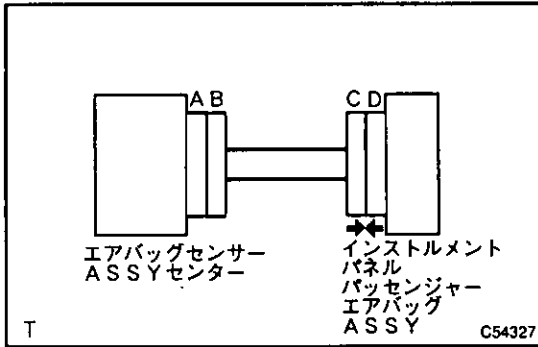 A B
C D
エアバッグセンサー
ASSYセンター
インストルメント
パネル
パッセンジャー
エアバッグ
ASSY
T
C54327